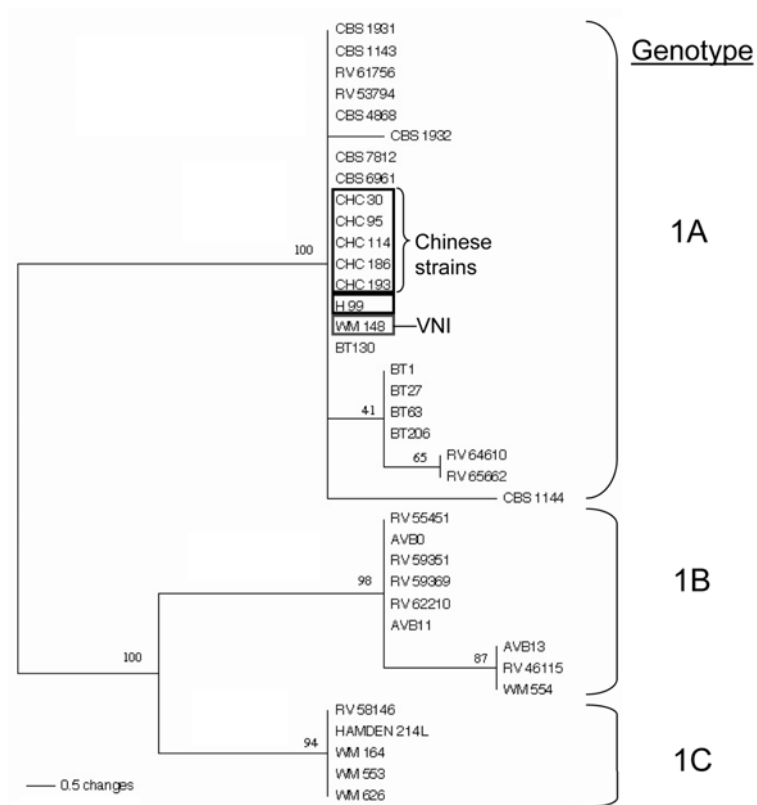 CBS 1931
Genotype
CBS 1143
RV 61756
RV 53794
CBS 4868
CBS 1932
CBS 7812
CBS 6961
CHC 30
CHC 95
CHC 114
CHC 186
CHC 193
Chinese
strains
1A
100
H 99
WM 148
VNI
BT130
BT1
BT27
BT63
BT206
41
65
RV 64610
RV 65662
CBS 1144
RV 55451
AVB0
RV 59351
RV 59369
RV 62210
AVB11
98
1B
AVB13
RV 46115
WM 554
87
100
RV 58146
HAMDEN 214L
WM 164
WM 553
WM 626
94
1C
0.5 changes